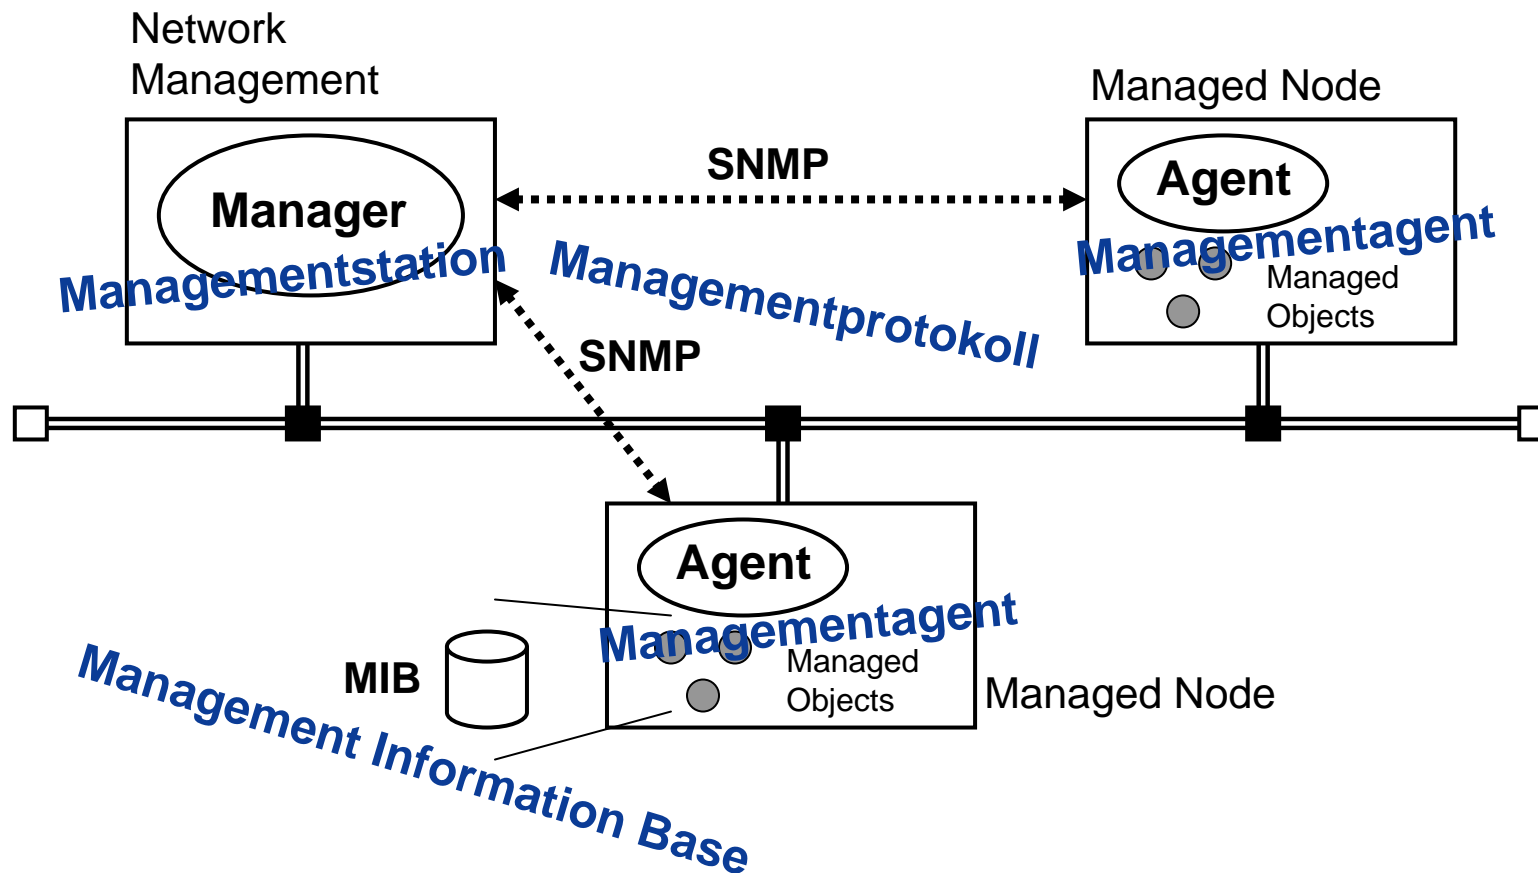 Network
Management
Managed Node
SNMP
Manager
Agent
Managementstation
Managementprotokoll
Managementagent
Managed
Objects
SNMP
Agent
Managementagent
Managed
Objects
MIB
Managed Node
Management Information Base